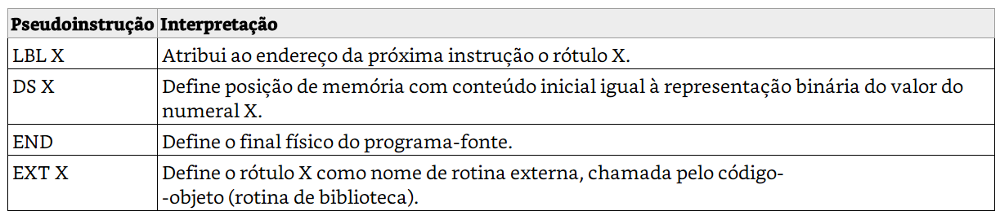 Pseudoinstrução Interpretação
LBL X Atribui ao endereço da próxima instrução o rótulo X.
DS X Define posição de memória com conteúdo inicial igual à representação binária do valor do
numeral X.
END Define o final físico do programa-fonte.
EXT X Define o rótulo X como nome de rotina externa, chamada pelo código-
-objeto (rotina de biblioteca).